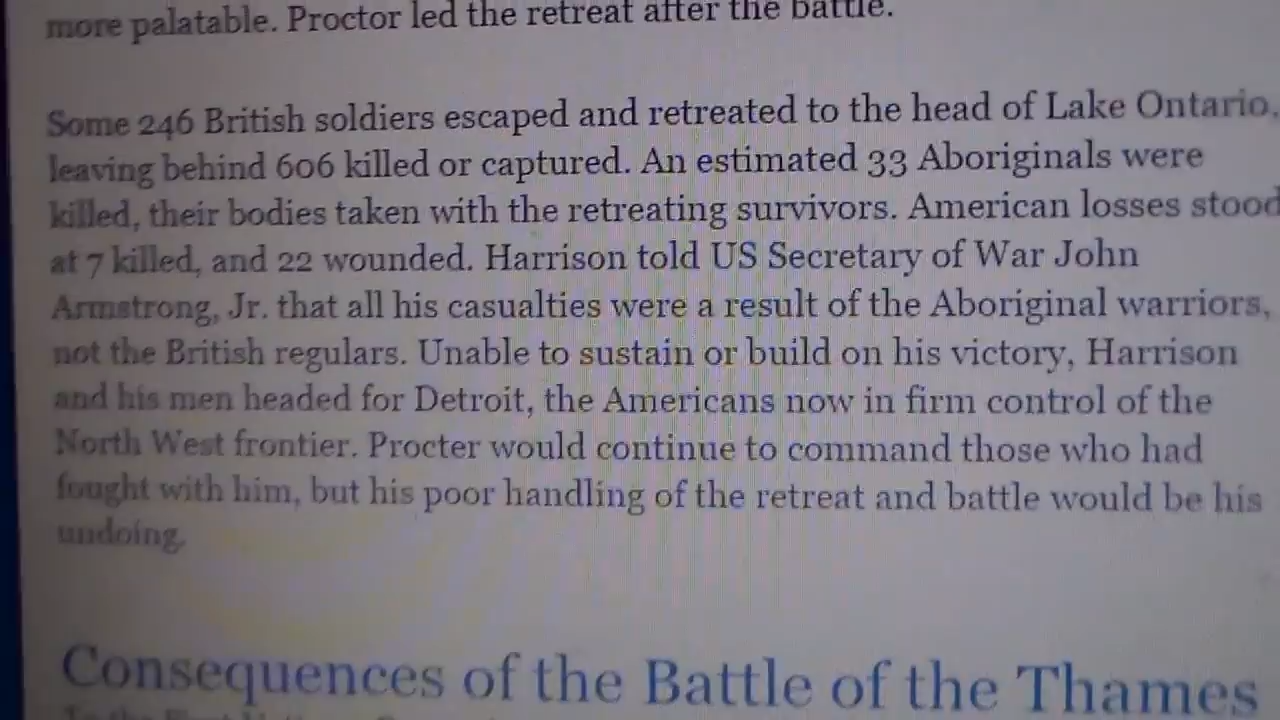 more palatable. Proctor led the retreat after the battle.
Some 246 British soldiers escaped and retreated to the head of Lake Ontario,
leaving behind 606 killed or captured. An estimated 33 Aboriginals were
killed, their bodies taken with the retreating survivors. American losses stood
at 7 killed, and 22 wounded. Harrison told US Secretary of War John
Armstrong, Jr. that all his casualties were a result of the Aboriginal warriors,
not the British regulars. Unable to sustain or build on his victory, Harrison
and his men headed for Detroit, the Americans now in firm control of the
North West frontier. Procter would continue to command those who had
fought with him, but his poor handling of the retreat and battle would be his
undoing.
Consequences of the Battle of the Thames